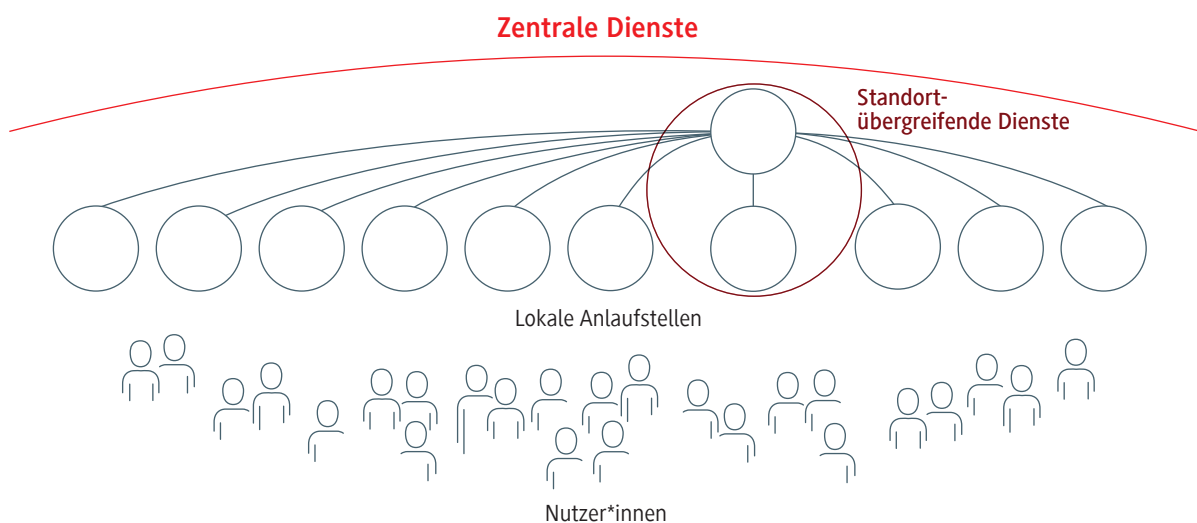 Zentrale Dienste
Standort-
übergreifende Dienste
Lokale Anlaufstellen
Nutzer*innen